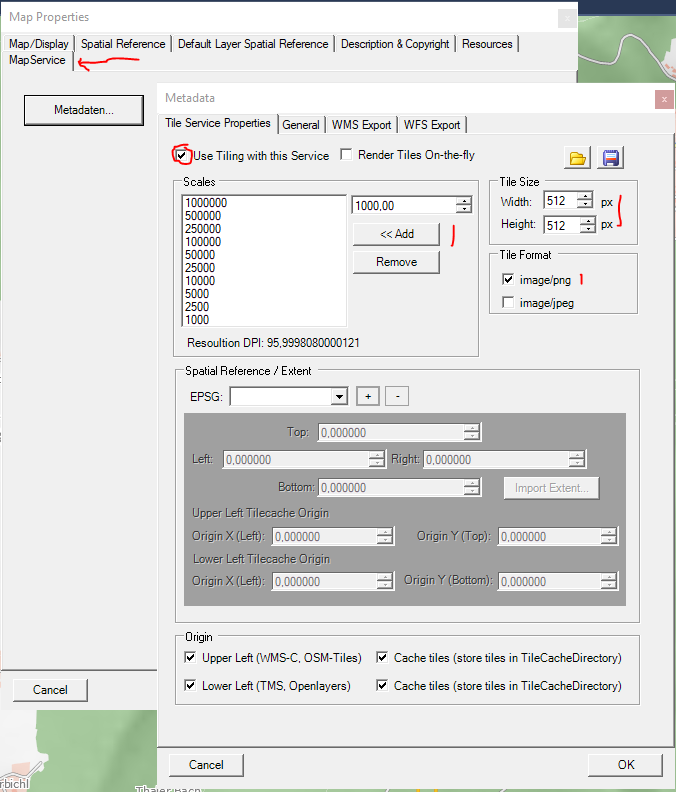 Map Properties
x
Map/Display Spatial Reference Default Layer Spatial Reference Description & Copyright Resources
MapService
Metadaten...
Metadata
x
Tile Service Properties General WMS Export WFS Export
Use Tiling with this Service Render Tiles On-the-fly
Scales
1000000
500000
250000
100000
50000
25000
10000
5000
2500
1000
1000,00
<< Add
Remove
Resoultion DPI: 95,9998080000121
Tile Size
Width: 512 px
Height: 512 px
Tile Format
image/png
image/jpeg
Spatial Reference / Extent
EPSG: + -
Top: 0,000000
Left: 0,000000 Right: 0,000000
Bottom: 0,000000 Import Extent...
Upper Left Tilecache Origin
Origin X (Left): 0,000000 Origin Y (Top): 0,000000
Lower Left Tilecache Origin
Origin X (Left): 0,000000 Origin Y (Bottom): 0,000000
Origin
Upper Left (WMS-C, OSM-Tiles) Cache tiles (store tiles in TileCacheDirectory)
Lower Left (TMS, Openlayers) Cache tiles (store tiles in TileCacheDirectory)
Cancel
Cancel OK
rbichl